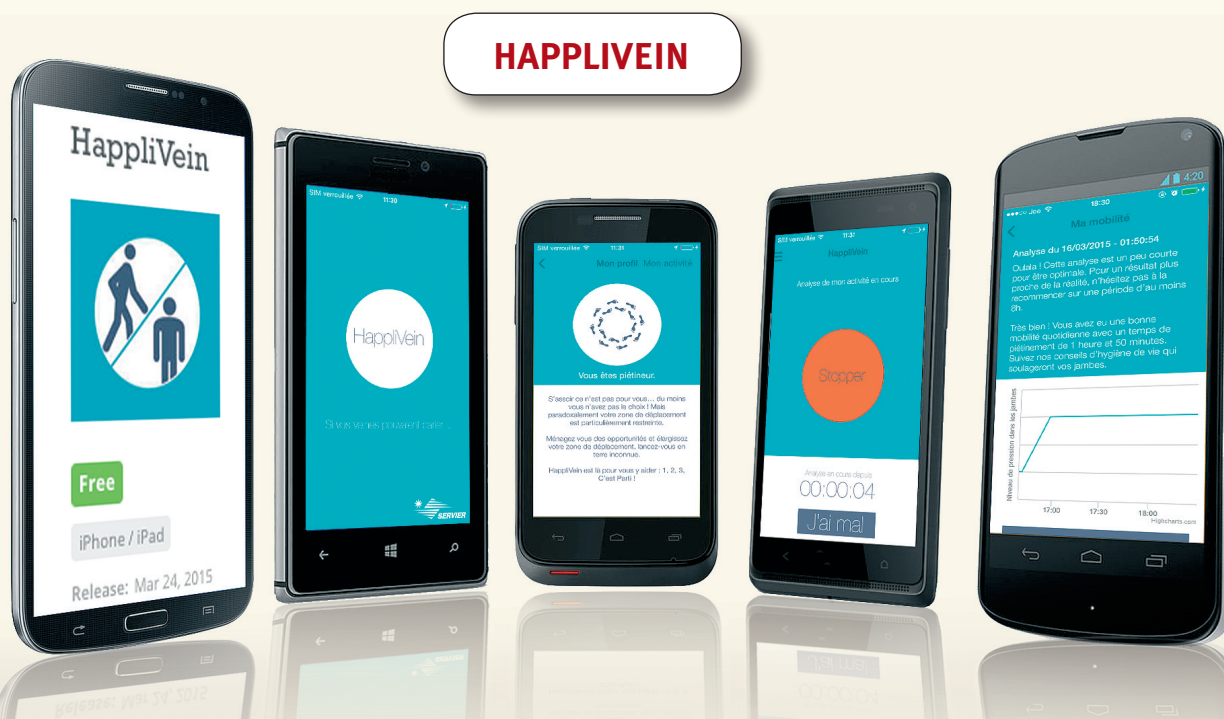 HAPPLIVEIN
HappliVein
Free
iPhone / iPad
Release: Mar 24, 2015
SIM verrouillée 11:30
HappliVein
Si vos veines pouvaient parler...
SERVIER
SIM verrouillée 11:31
Mon profil Mon activité
Vous êtes piétineur.
S'asseoir ce n'est pas pour vous... du moins
vous n'avez pas le choix ! Mais
paradoxalement votre zone de déplacement
est particulièrement restreinte.
Ménagez vous des opportunités et élargissez
votre zone de déplacement, lancez-vous en
terre inconnue.
HappliVein est là pour vous y aider : 1, 2, 3,
C'est Parti !
SIM verrouillée 11:31
HappliVein
Analyse de mon activité en cours
Stopper
Analyse en cours depuis
00:00:04
J'ai mal
4:20
Joe 18:30
Ma mobilité
Analyse du 16/03/2015 - 01:50:54
Oulala ! Cette analyse est un peu courte
pour être optimale. Pour un résultat plus
proche de la réalité, n'hésitez pas à la
recommencer sur une période d'au moins
8h.
Très bien ! Vous avez eu une bonne
mobilité quotidienne avec un temps de
piétinement de 1 heure et 50 minutes.
Suivez nos conseils d'hygiène de vie qui
soulageront vos jambes.
Niveau de pression dans les jambes
17:00 17:30 18:00
Highcharts.com